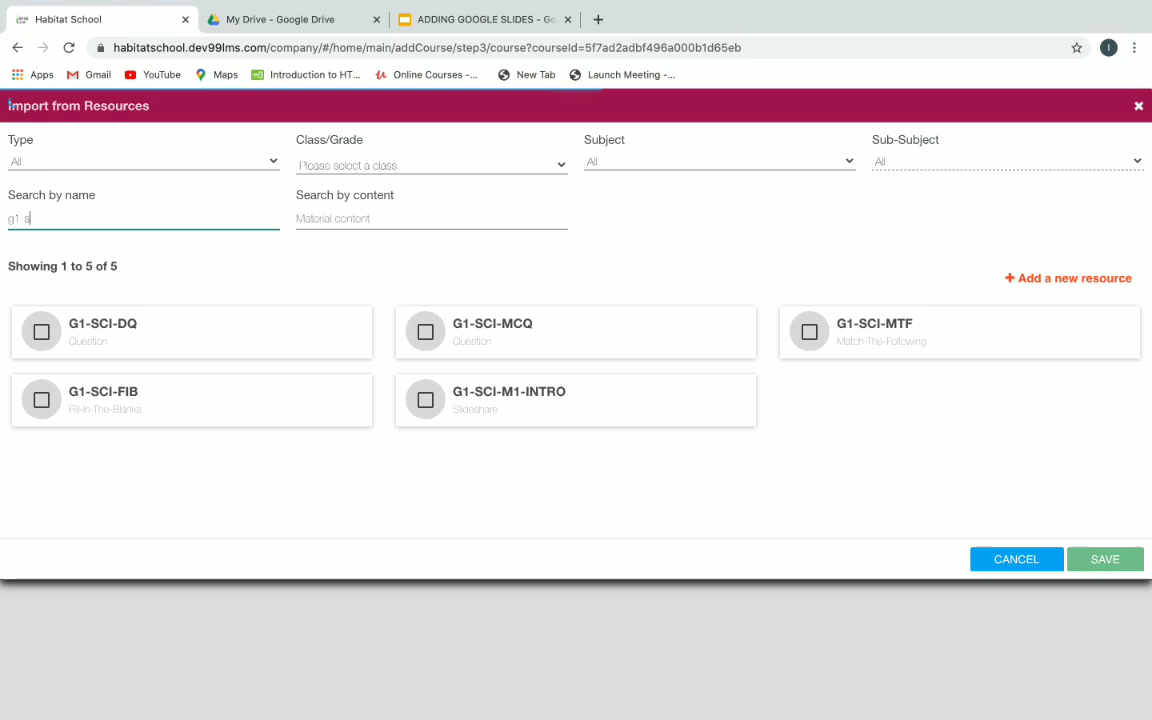 Habitat School
My Drive - Google Drive
ADDING GOOGLE SLIDES - Go
habitatschool.dev99lms.com/company/#/home/main/addCourse/step3/course?courseId=5f7ad2adbf496a000b1d65eb
I
Apps
Gmail
YouTube
Maps
Introduction to HT...
Online Courses -...
New Tab
Launch Meeting -...
Import from Resources
Type
Class/Grade
Subject
Sub-Subject
All
Please select a class
All
All
Search by name
Search by content
g1-s
Material content
Showing 1 to 5 of 5
+ Add a new resource
G1-SCI-DQ
Question
G1-SCI-MCQ
Question
G1-SCI-MTF
Match-The-Following
G1-SCI-FIB
Fill-In-The-Blanks
G1-SCI-M1-INTRO
Slideshare
CANCEL
SAVE